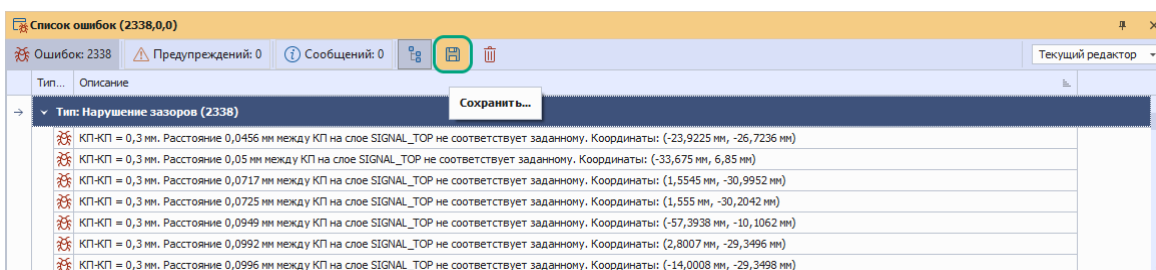 Список ошибок (2338,0,0)
Ошибок: 2338 Предупреждений: 0 Сообщений: 0 Текущий редактор
Тип... Описание
Сохранить...
Тип: Нарушение зазоров (2338)
КП-КП = 0,3 мм. Расстояние 0,0456 мм между КП на слое SIGNAL_TOP не соответствует заданному. Координаты: (-23,9225 мм, -26,7236 мм)
КП-КП = 0,3 мм. Расстояние 0,05 мм между КП на слое SIGNAL_TOP не соответствует заданному. Координаты: (-33,675 мм, 6,85 мм)
КП-КП = 0,3 мм. Расстояние 0,0717 мм между КП на слое SIGNAL_TOP не соответствует заданному. Координаты: (1,5545 мм, -30,9952 мм)
КП-КП = 0,3 мм. Расстояние 0,0725 мм между КП на слое SIGNAL_TOP не соответствует заданному. Координаты: (1,555 мм, -30,2042 мм)
КП-КП = 0,3 мм. Расстояние 0,0949 мм между КП на слое SIGNAL_TOP не соответствует заданному. Координаты: (-57,3938 мм, -10,1062 мм)
КП-КП = 0,3 мм. Расстояние 0,0992 мм между КП на слое SIGNAL_TOP не соответствует заданному. Координаты: (2,8007 мм, -29,3496 мм)
КП-КП = 0,3 мм. Расстояние 0,0996 мм между КП на слое SIGNAL_TOP не соответствует заданному. Координаты: (-14,0008 мм, -29,3498 мм)